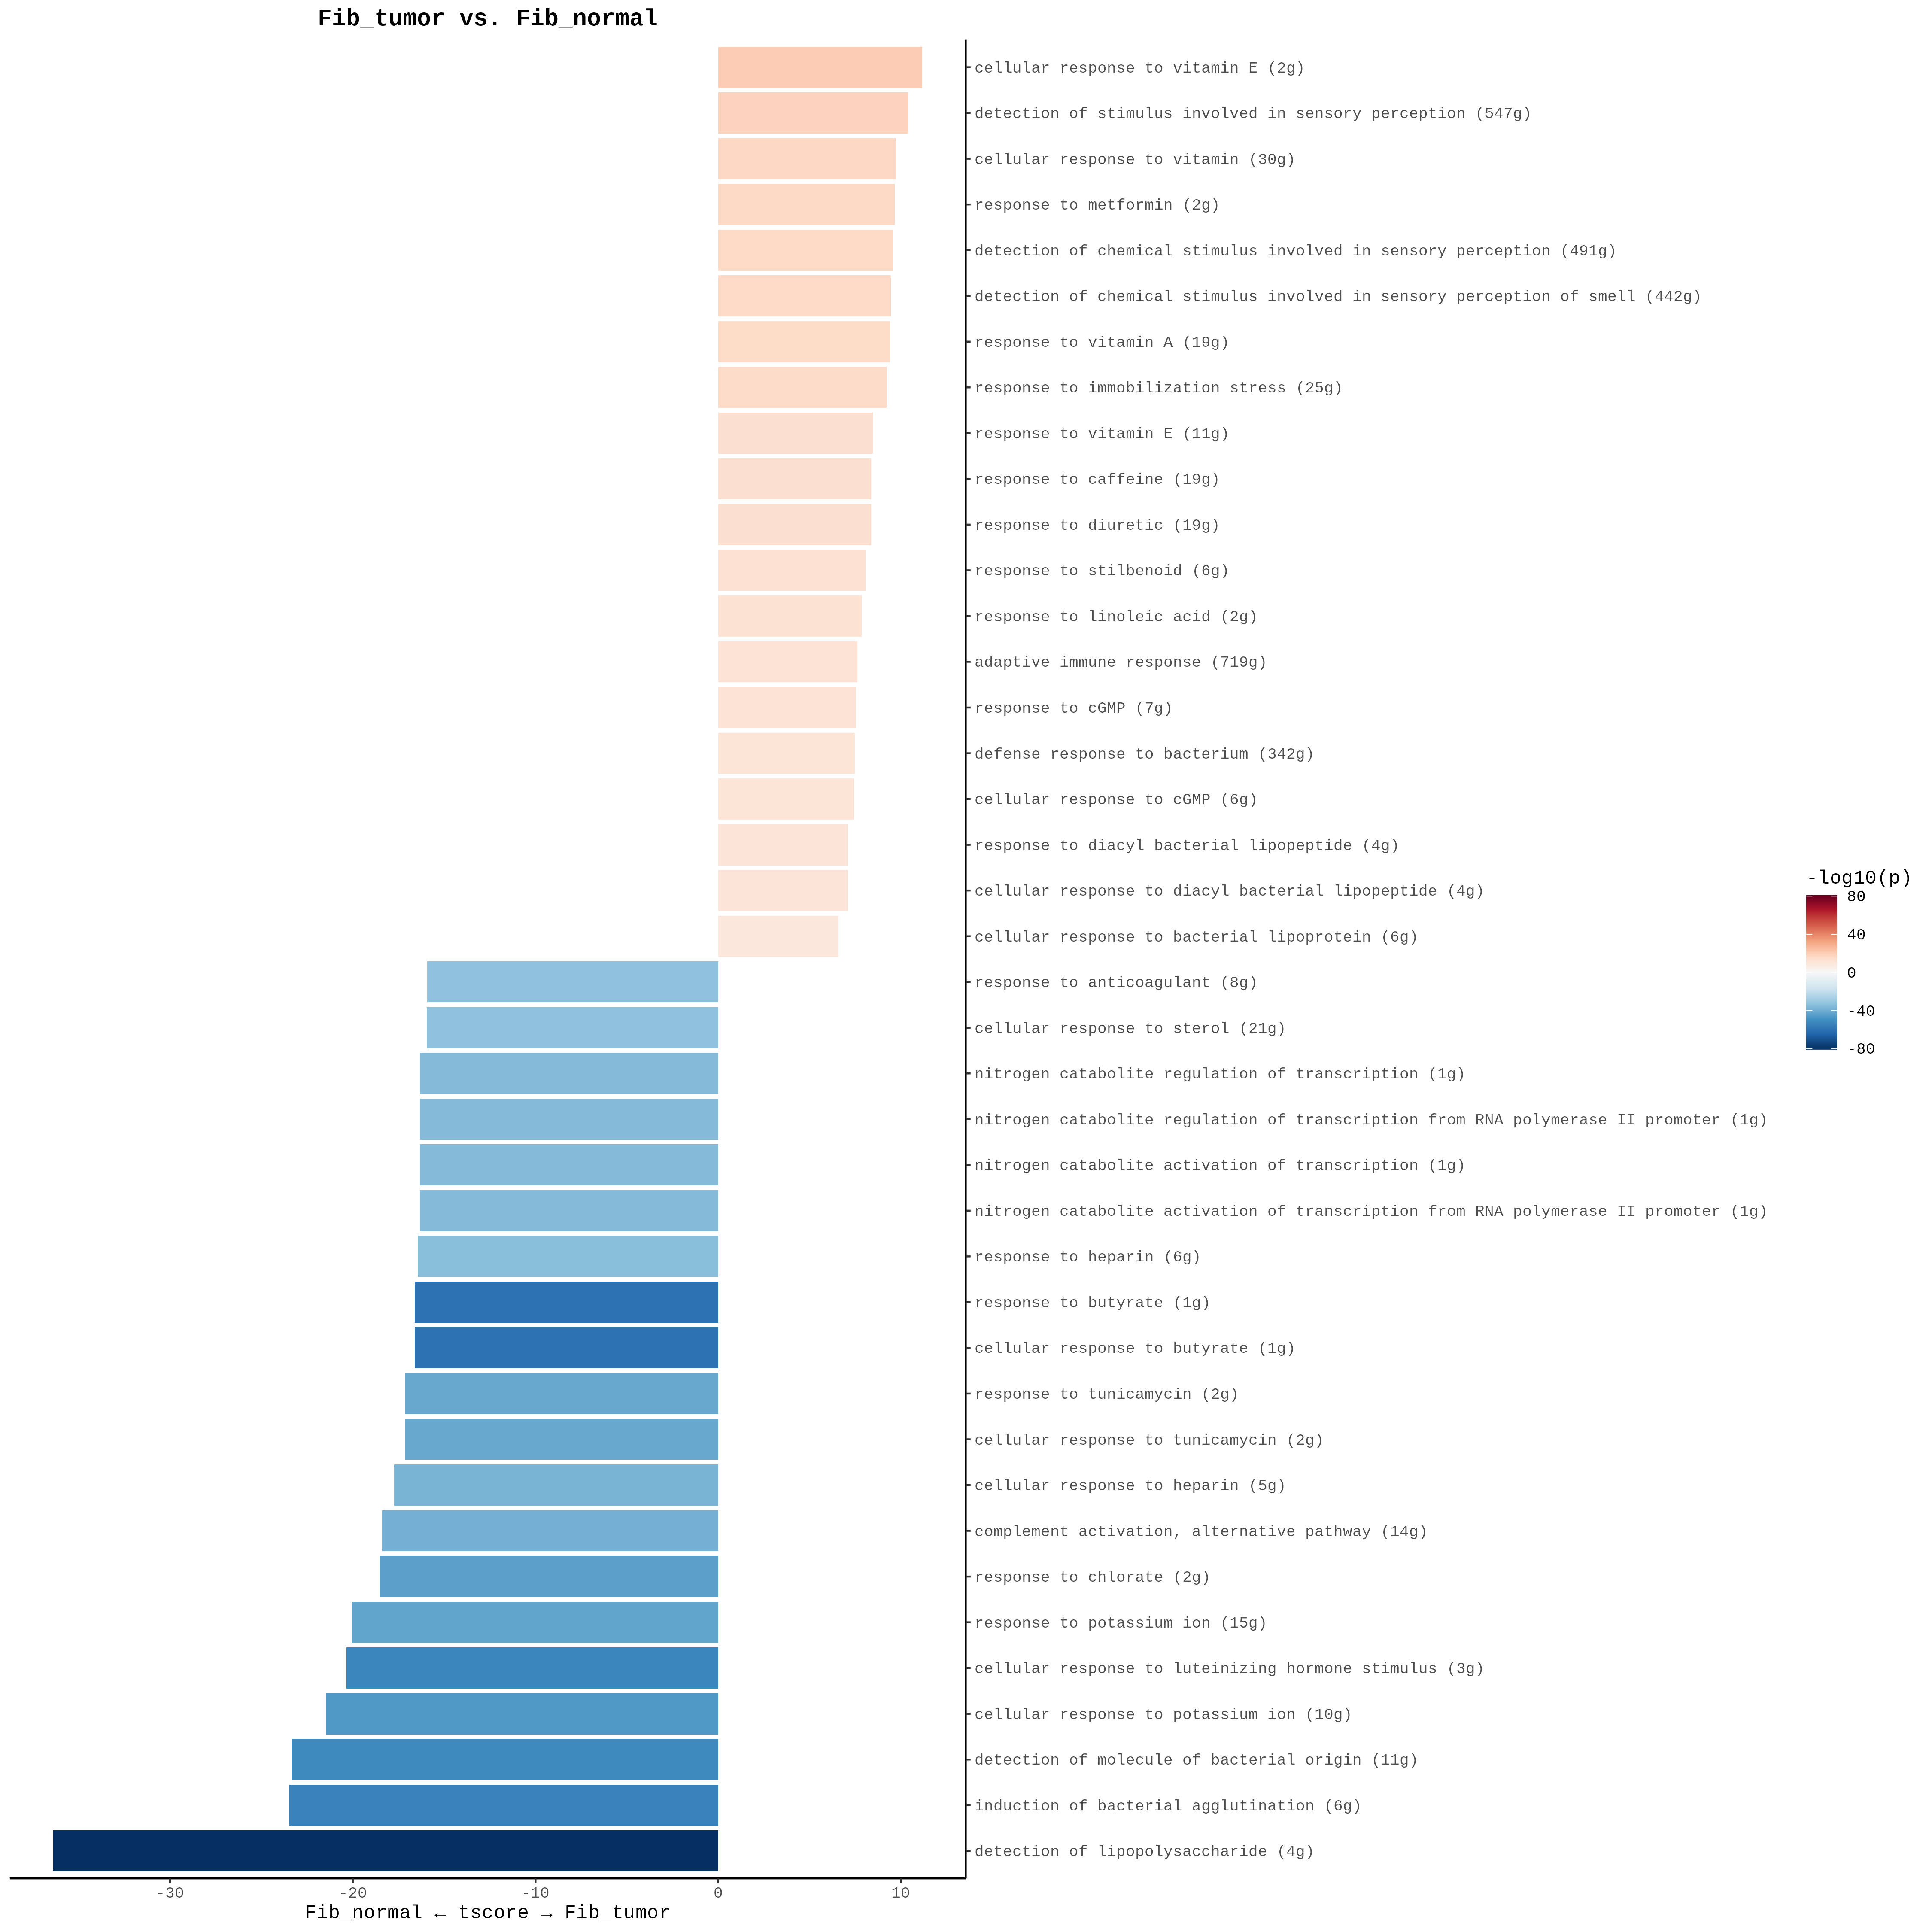 Fib_tumor vs. Fib_normal
cellular response to vitamin E (2g)
detection of stimulus involved in sensory perception (547g)
cellular response to vitamin (30g)
response to metformin (2g)
detection of chemical stimulus involved in sensory perception (491g)
detection of chemical stimulus involved in sensory perception of smell (442g)
response to vitamin A (19g)
response to immobilization stress (25g)
response to vitamin E (11g)
response to caffeine (19g)
response to diuretic (19g)
response to stilbenoid (6g)
response to linoleic acid (2g)
adaptive immune response (719g)
response to cGMP (7g)
defense response to bacterium (342g)
cellular response to cGMP (6g)
response to diacyl bacterial lipopeptide (4g)
cellular response to diacyl bacterial lipopeptide (4g)
cellular response to bacterial lipoprotein (6g)
response to anticoagulant (8g)
cellular response to sterol (21g)
nitrogen catabolite regulation of transcription (1g)
nitrogen catabolite regulation of transcription from RNA polymerase II promoter (1g)
nitrogen catabolite activation of transcription (1g)
nitrogen catabolite activation of transcription from RNA polymerase II promoter (1g)
response to heparin (6g)
response to butyrate (1g)
cellular response to butyrate (1g)
response to tunicamycin (2g)
cellular response to tunicamycin (2g)
cellular response to heparin (5g)
complement activation, alternative pathway (14g)
response to chlorate (2g)
response to potassium ion (15g)
cellular response to luteinizing hormone stimulus (3g)
cellular response to potassium ion (10g)
detection of molecule of bacterial origin (11g)
induction of bacterial agglutination (6g)
detection of lipopolysaccharide (4g)
-30 -20 -10 0 10
Fib_normal ← tscore → Fib_tumor
-log10(p)
80
40
0
-40
-80